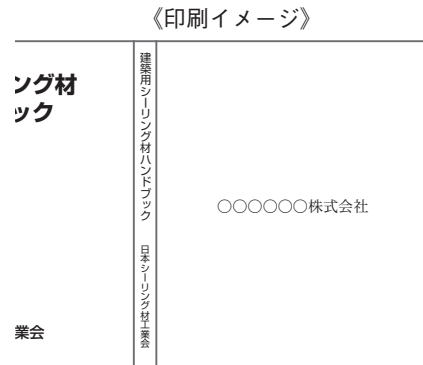 《印刷イメージ》
ング材
ック
業会
建築用シーリング材ハンドブック
日本シーリング材工業会
○○○○○○株式会社